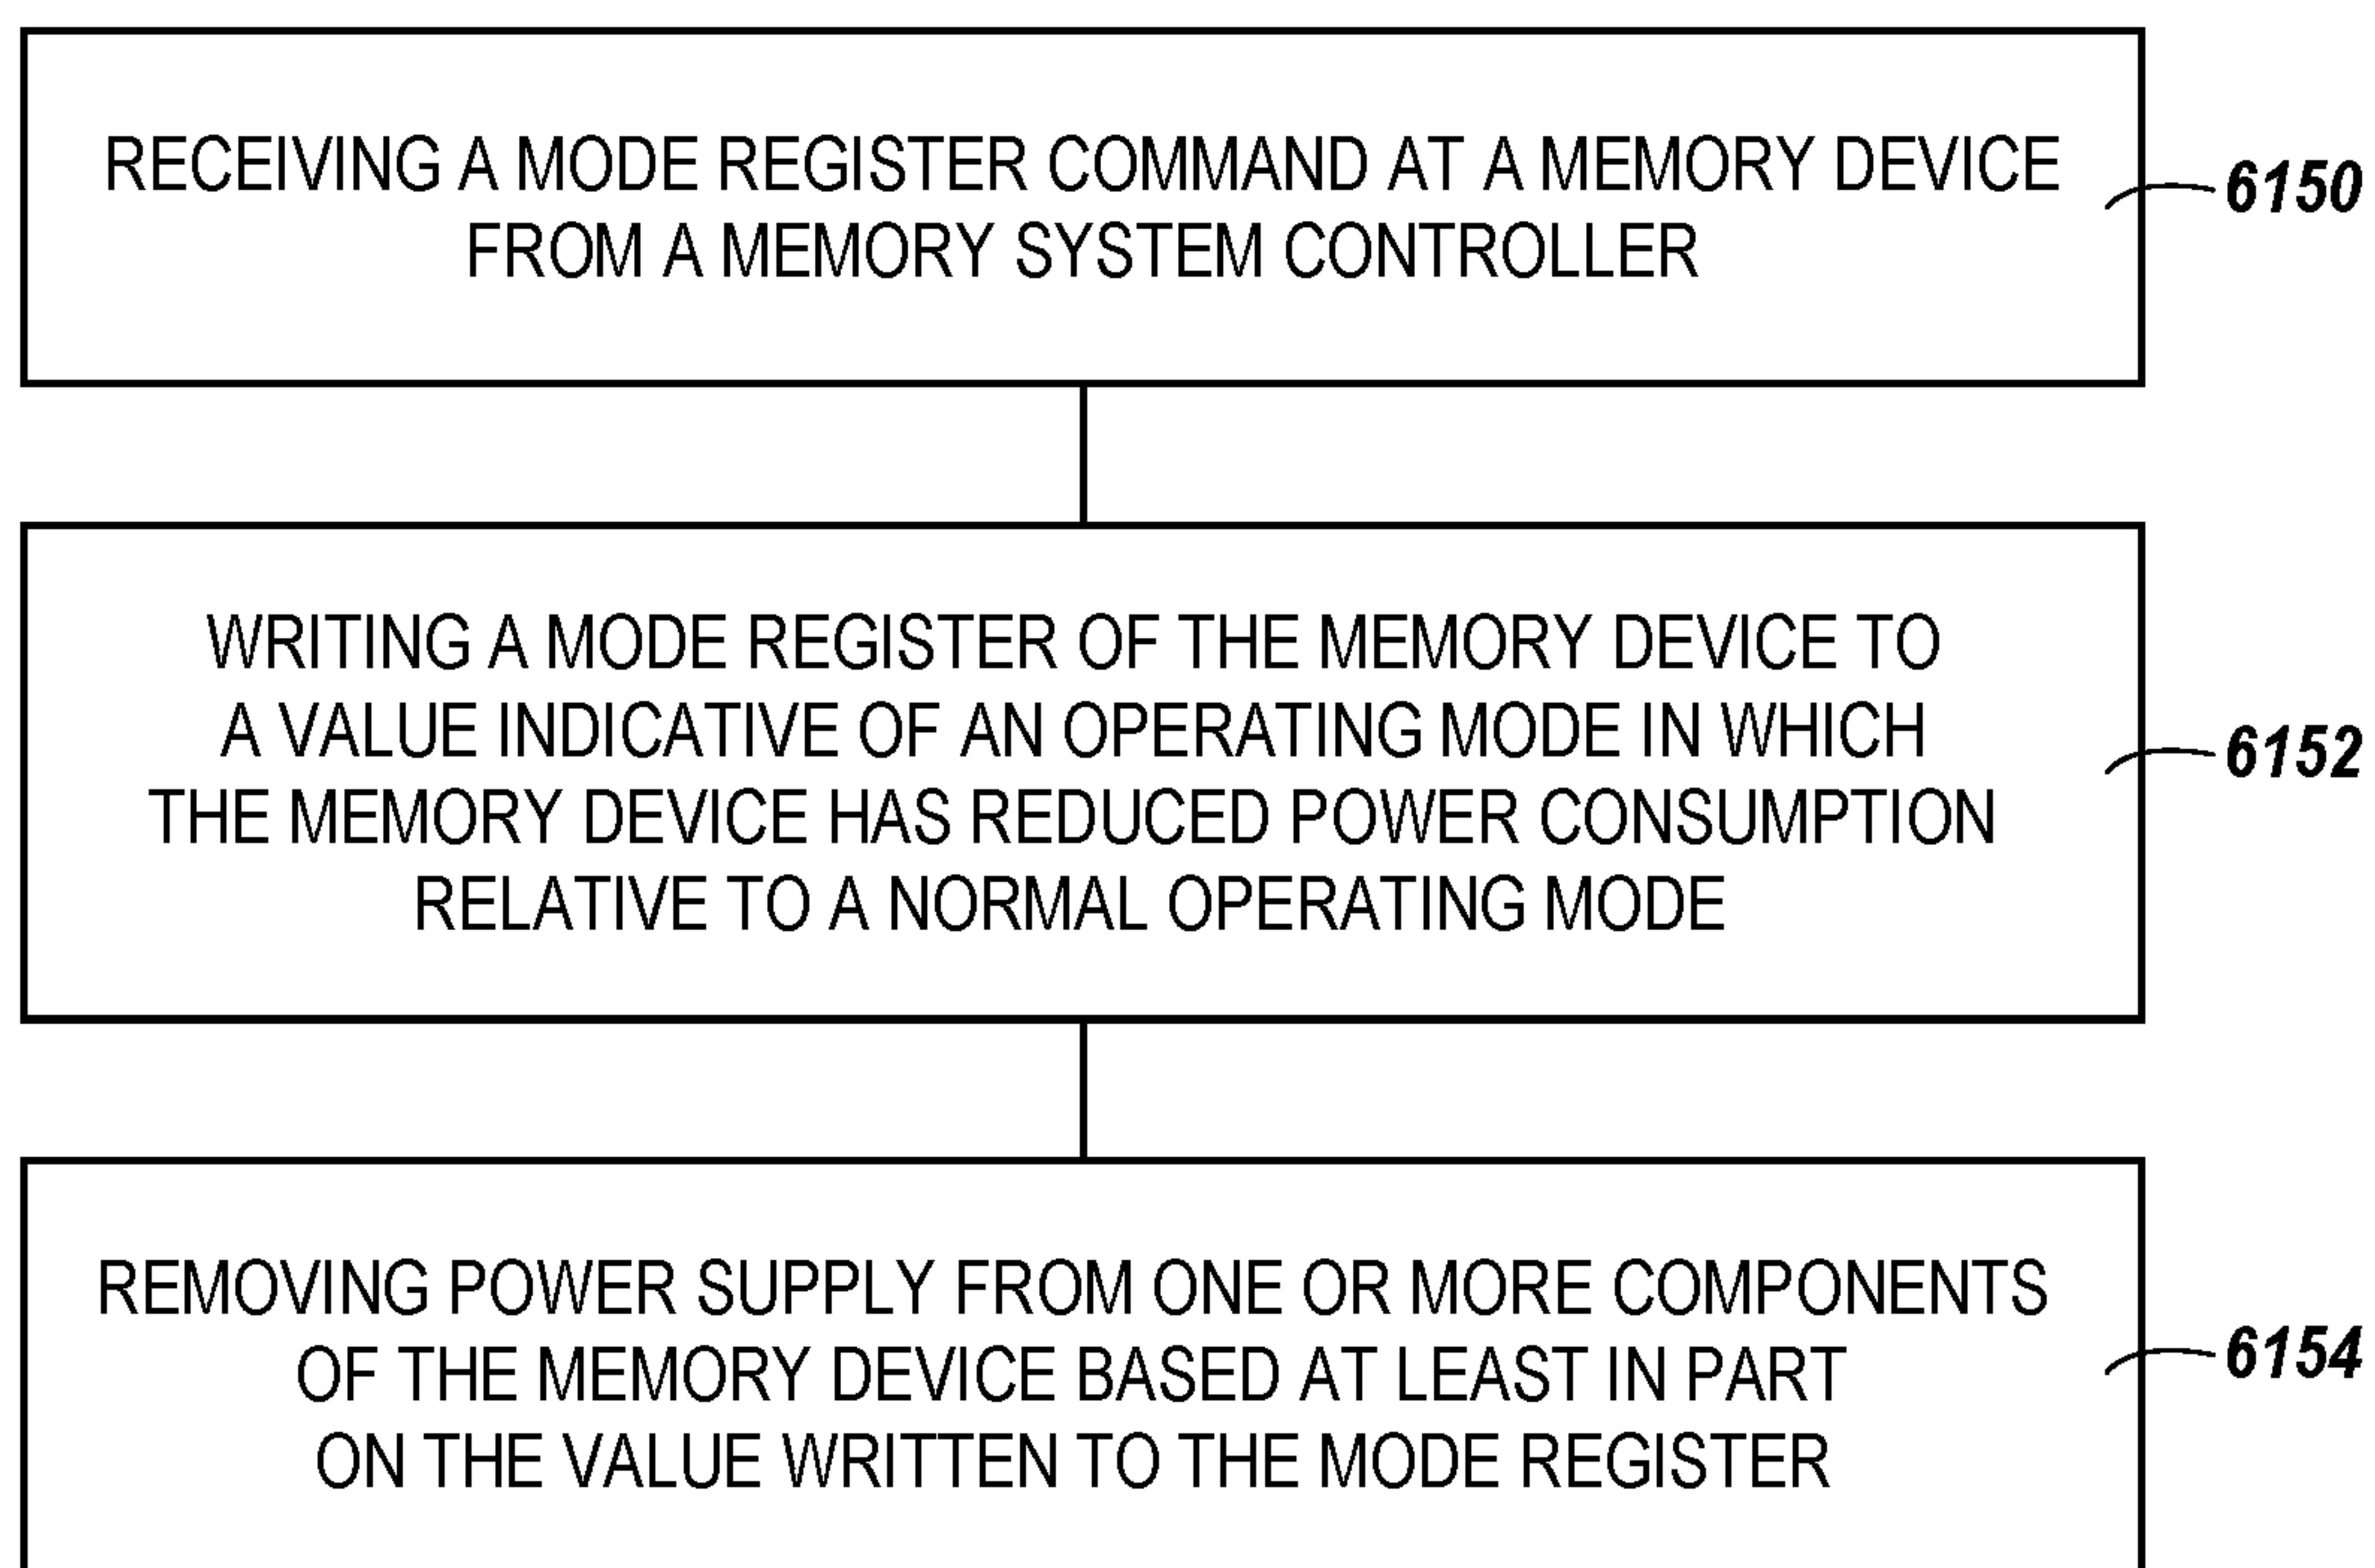 RECEIVING A MODE REGISTER COMMAND AT A MEMORY DEVICE
FROM A MEMORY SYSTEM CONTROLLER
6150
WRITING A MODE REGISTER OF THE MEMORY DEVICE TO
A VALUE INDICATIVE OF AN OPERATING MODE IN WHICH
THE MEMORY DEVICE HAS REDUCED POWER CONSUMPTION
RELATIVE TO A NORMAL OPERATING MODE
6152
REMOVING POWER SUPPLY FROM ONE OR MORE COMPONENTS
OF THE MEMORY DEVICE BASED AT LEAST IN PART
ON THE VALUE WRITTEN TO THE MODE REGISTER
6154